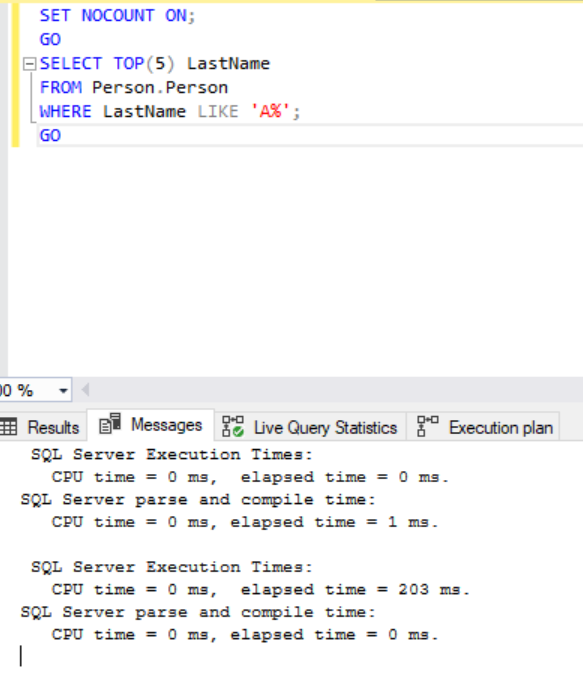 SET NOCOUNT ON;
GO
SELECT TOP(5) LastName
FROM Person.Person
WHERE LastName LIKE 'A%';
GO
00 %
Results Messages Live Query Statistics Execution plan
SQL Server Execution Times:
CPU time = 0 ms, elapsed time = 0 ms.
SQL Server parse and compile time:
CPU time = 0 ms, elapsed time = 1 ms.
SQL Server Execution Times:
CPU time = 0 ms, elapsed time = 203 ms.
SQL Server parse and compile time:
CPU time = 0 ms, elapsed time = 0 ms.